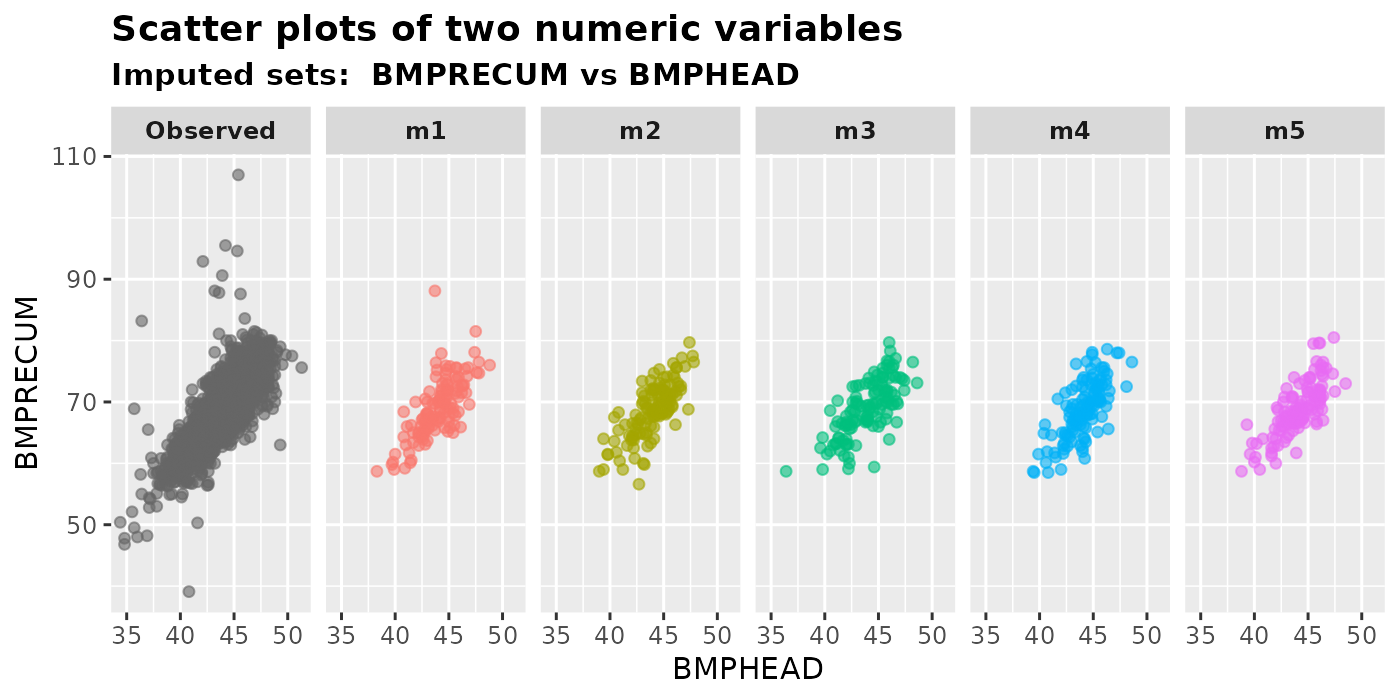 Scatter plots of two numeric variables
Imputed sets:  BMPRECUM vs BMPHEAD
Observed m1 m2 m3 m4 m5
110
90
70
50
BMPRECUM
35 40 45 50 35 40 45 50 35 40 45 50 35 40 45 50 35 40 45 50 35 40 45 50
BMPHEAD